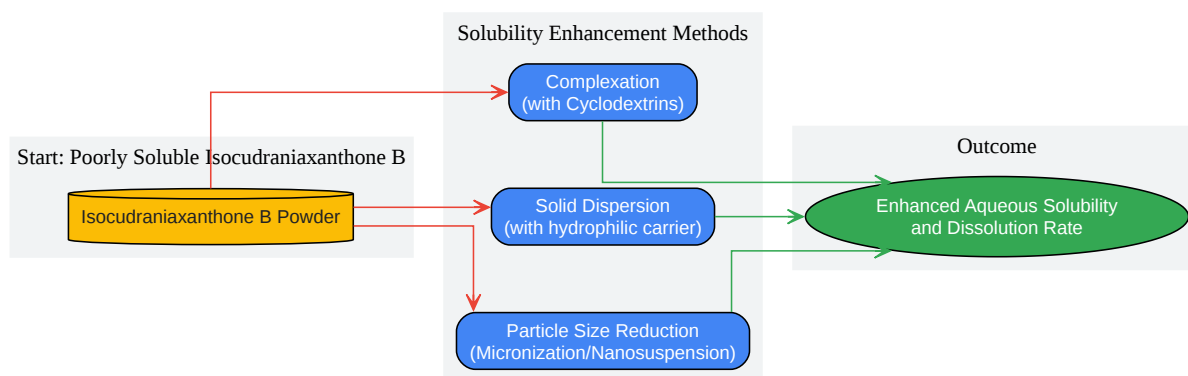 Start: Poorly Soluble Isocudraniaxanthone B
Isocudraniaxanthone B Powder
Solubility Enhancement Methods
Complexation
(with Cyclodextrins)
Solid Dispersion
(with hydrophilic carrier)
Particle Size Reduction
(Micronization/Nanosuspension)
Outcome
Enhanced Aqueous Solubility
and Dissolution Rate